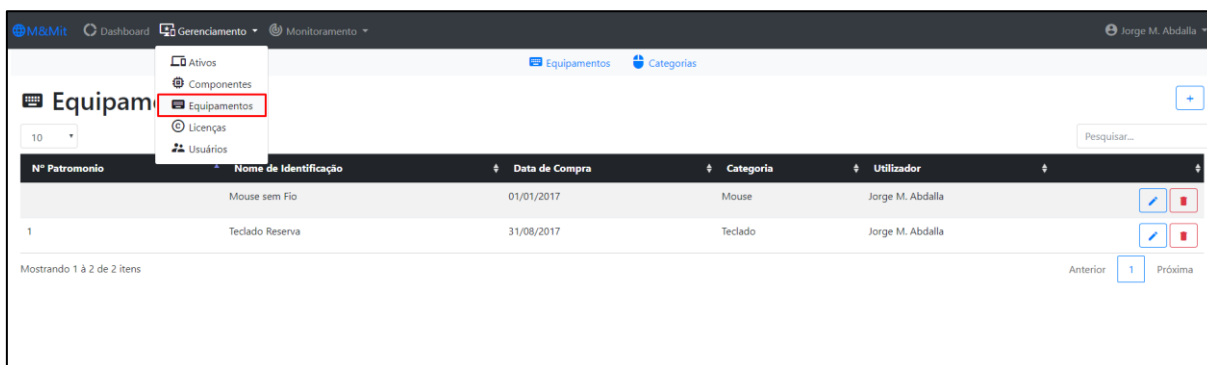 M&Mit Dashboard Gerenciamento Monitoramento Jorge M. Abdalla
Ativos
Componentes
Equipamentos
Licenças
Usuários
Equipamentos Categorias
Equipam
10 Pesquisar...
Nº Patromonio Nome de Identificação Data de Compra Categoria Utilizador
Mouse sem Fio 01/01/2017 Mouse Jorge M. Abdalla
1 Teclado Reserva 31/08/2017 Teclado Jorge M. Abdalla
Mostrando 1 à 2 de 2 itens Anterior 1 Próxima